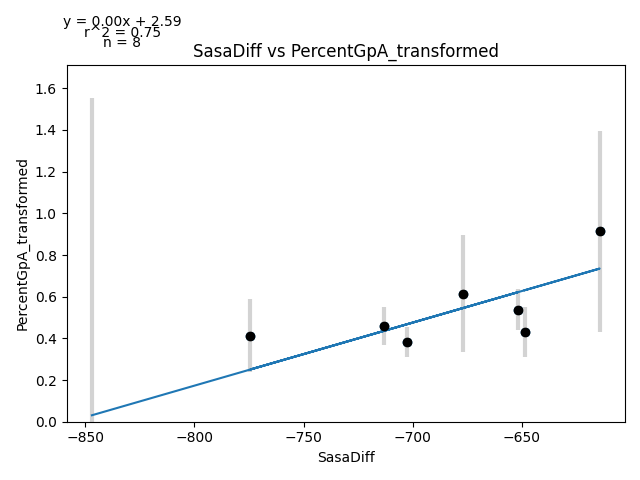 y = 0.00x + 2.59
r^2 = 0.75
n = 8
SasaDiff vs PercentGpA_transformed
PercentGpA_transformed
1.6
1.4
1.2
1.0
0.8
0.6
0.4
0.2
0.0
−850
−800
−750
−700
−650
SasaDiff